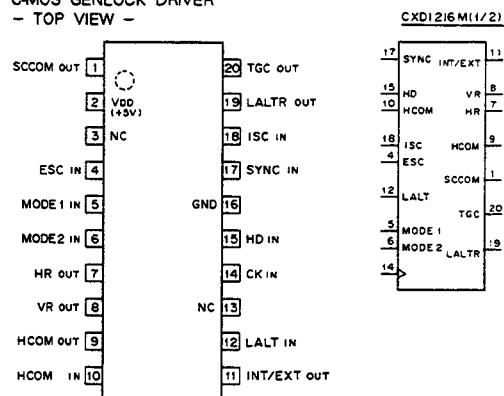 C-MOS GENLOCK DRIVER
- TOP VIEW -
SCCOM OUT 1
2 VDD (+5V)
3 NC
ESC IN 4
MODE1 IN 5
MODE2 IN 6
HR OUT 7
VR OUT 8
HCOM OUT 9
HCOM IN 10
20 TGC OUT
19 LALTR OUT
18 ISC IN
17 SYNC IN
GND 16
15 HD IN
14 CK IN
NC 13
12 LALT IN
11 INT/EXT OUT
CXD1216M(1/2)
17 SYNC INT/EXT 11
15 HD VR 8
10 HCOM HR 7
18 ISC HCOM 9
4 ESC
SCCOM 1
12 LALT
TGC 20
5 MODE 1
6 MODE 2 LALTR 19
14